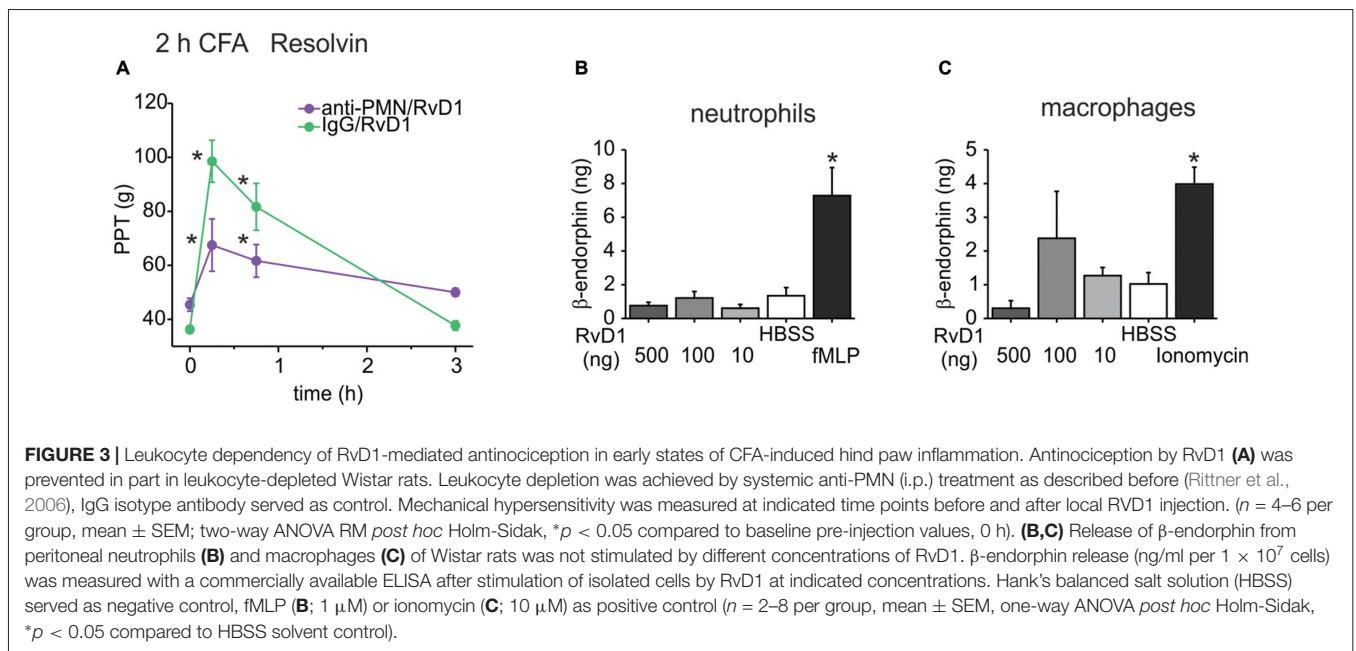 2 h CFA Resolvin
A
anti-PMN/RvD1
IgG/RvD1
120
100
80
60
40
PPT (g)
* * * *
0 1 2 3
time (h)
B
neutrophils
10
8
6
4
2
0
β-endorphin (ng)
*
RvD1
(ng)
500 100 10
HBSS
fMLP
C
macrophages
5
4
3
2
1
0
β-endorphin (ng)
*
RvD1
(ng)
500 100 10
HBSS
Ionomycin
FIGURE 3 | Leukocyte dependency of RvD1-mediated antinociception in early states of CFA-induced hind paw inflammation. Antinociception by RvD1 (A) was
prevented in part in leukocyte-depleted Wistar rats. Leukocyte depletion was achieved by systemic anti-PMN (i.p.) treatment as described before (Rittner et al.,
2006), IgG isotype antibody served as control. Mechanical hypersensitivity was measured at indicated time points before and after local RVD1 injection. (n = 4–6 per
group, mean ± SEM; two-way ANOVA RM post hoc Holm-Sidak, *p < 0.05 compared to baseline pre-injection values, 0 h). (B,C) Release of β-endorphin from
peritoneal neutrophils (B) and macrophages (C) of Wistar rats was not stimulated by different concentrations of RvD1. β-endorphin release (ng/ml per 1 × 10⁷ cells)
was measured with a commercially available ELISA after stimulation of isolated cells by RvD1 at indicated concentrations. Hank's balanced salt solution (HBSS)
served as negative control, fMLP (B; 1 μM) or ionomycin (C; 10 μM) as positive control (n = 2–8 per group, mean ± SEM, one-way ANOVA post hoc Holm-Sidak,
*p < 0.05 compared to HBSS solvent control).